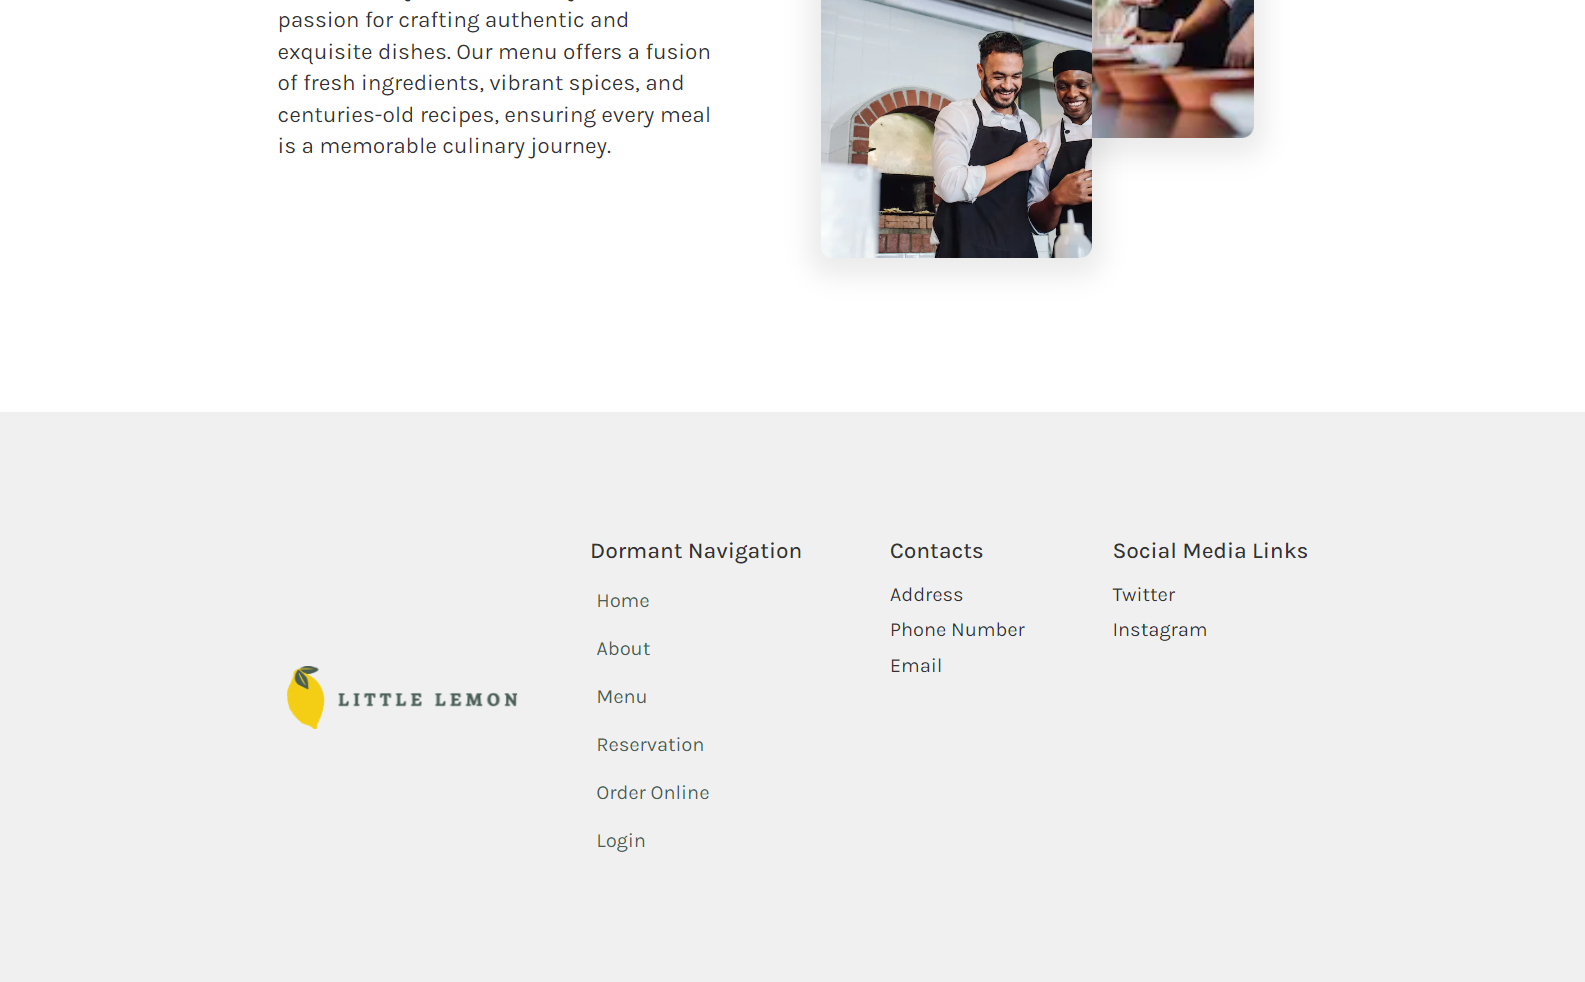 passion for crafting authentic and
exquisite dishes. Our menu offers a fusion
of fresh ingredients, vibrant spices, and
centuries-old recipes, ensuring every meal
is a memorable culinary journey.
LITTLE LEMON
Dormant Navigation
Home
About
Menu
Reservation
Order Online
Login
Contacts
Address
Phone Number
Email
Social Media Links
Twitter
Instagram